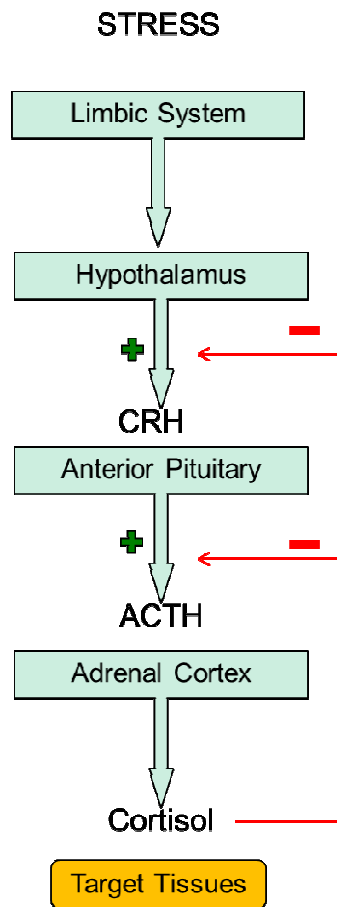 STRESS
Limbic System
Hypothalamus
CRH
Anterior Pituitary
ACTH
Adrenal Cortex
Cortisol
Target Tissues